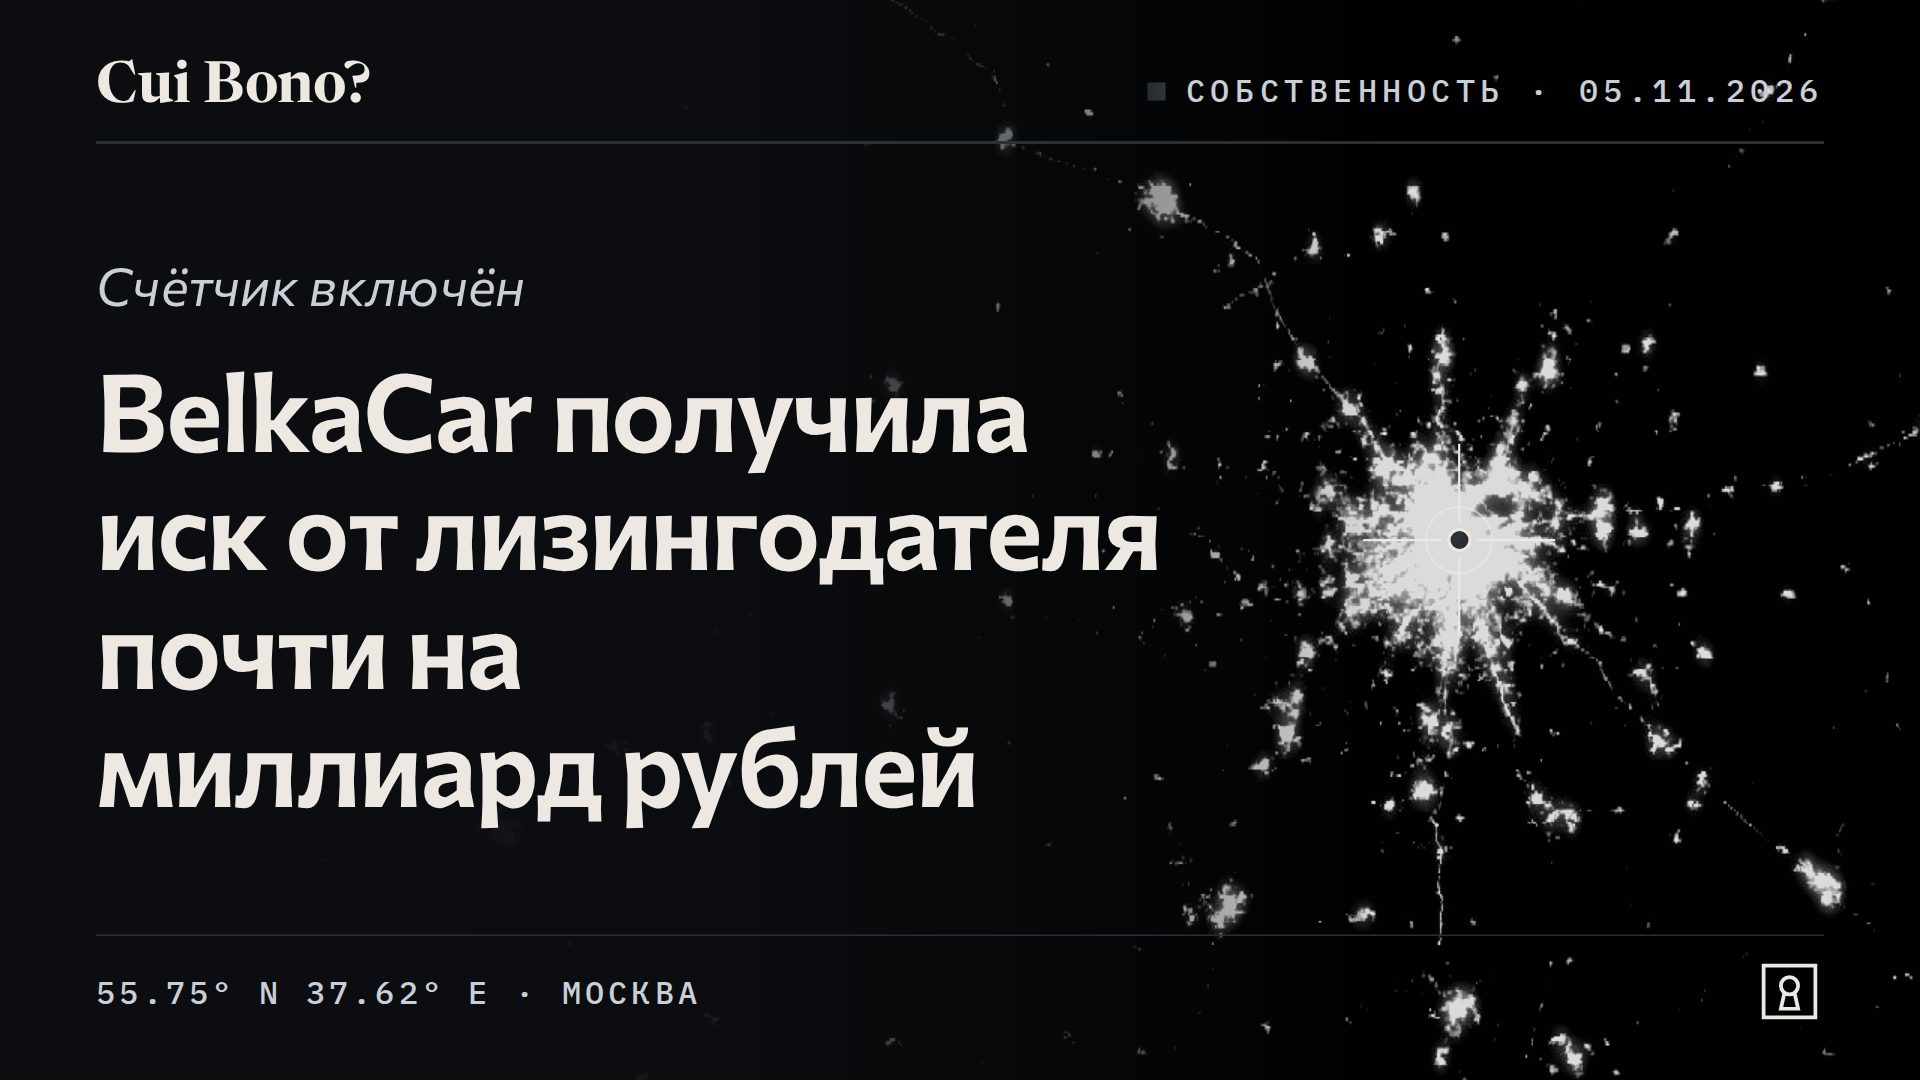 Cui Bono?
СОБСТВЕННОСТЬ · 05.11.2026
Счётчик включён
BelkaCar получила
иск от лизингодателя
почти на
миллиард рублей
55.75° N 37.62° E · МОСКВА